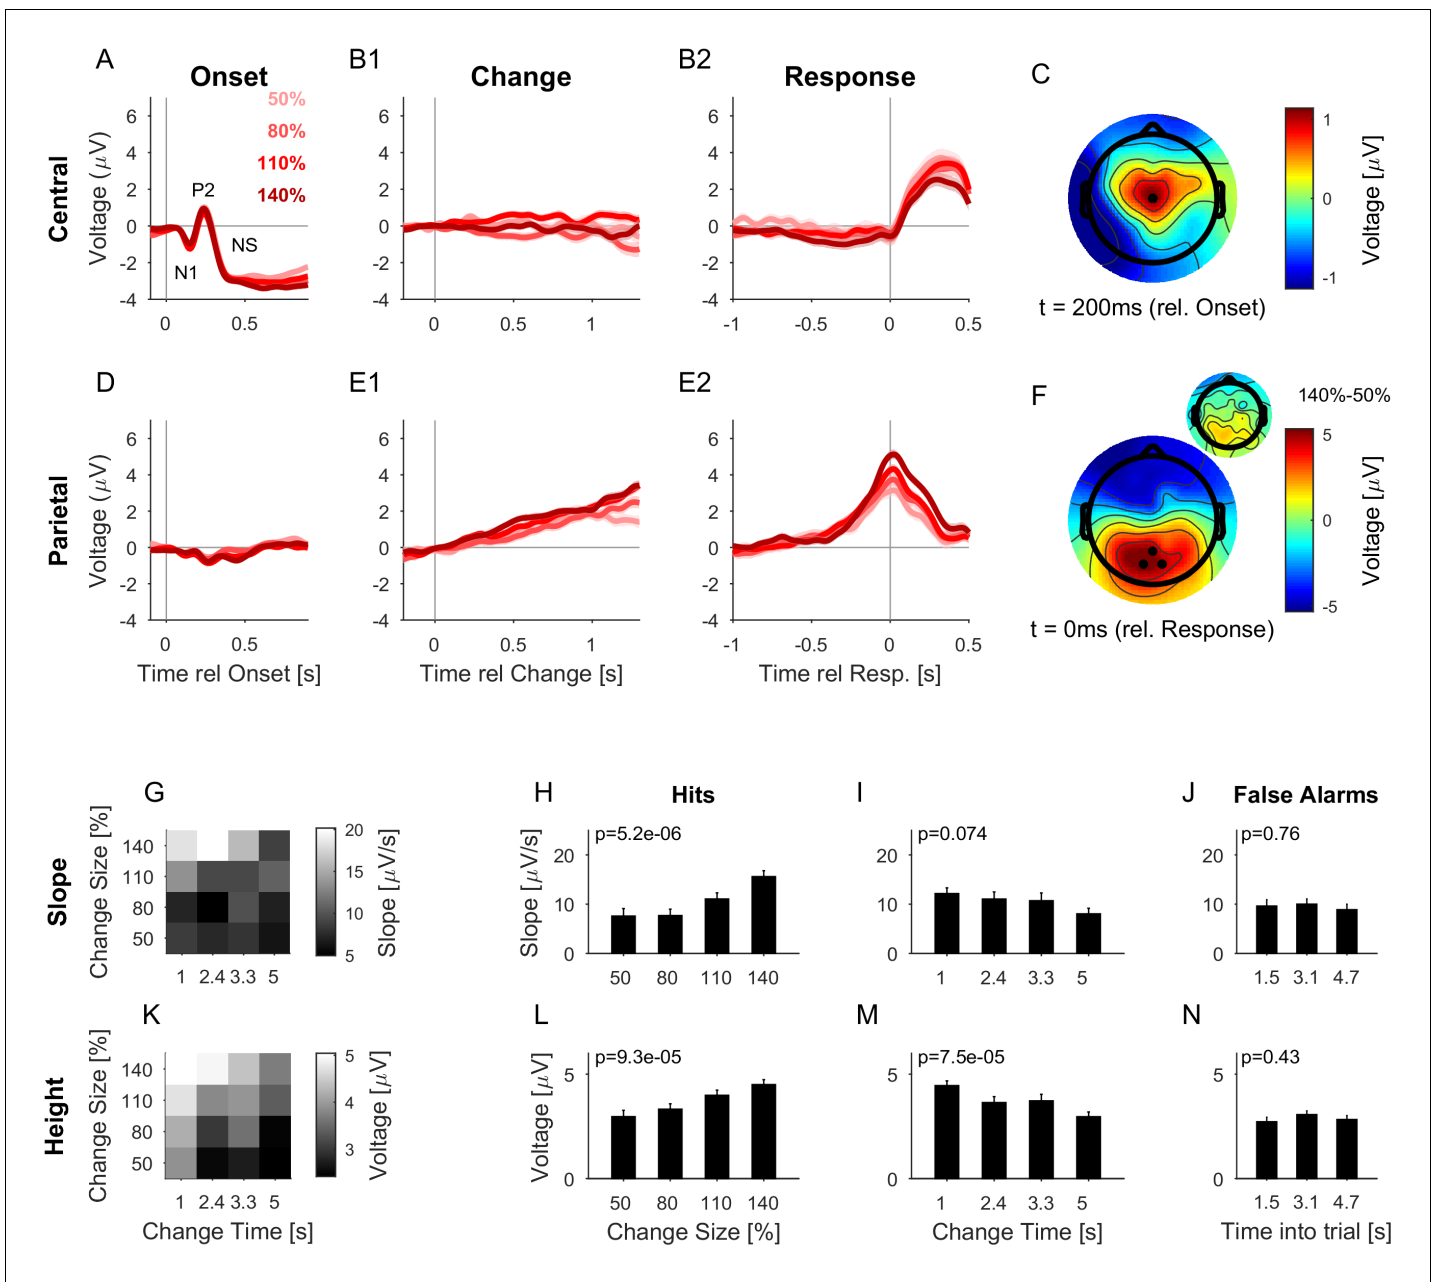 A
B1
B2
C
Onset
Change
Response
50%
80%
110%
140%
Central
Voltage (μV)
6
4
2
0
-2
-4
P2
N1
NS
0
0.5
6
4
2
0
-2
-4
0
0.5
1
6
4
2
0
-2
-4
-1
-0.5
0
0.5
1
0
-1
Voltage [μV]
t = 200ms (rel. Onset)
D
E1
E2
F
140%-50%
Parietal
Voltage (μV)
6
4
2
0
-2
-4
0
0.5
Time rel Onset [s]
6
4
2
0
-2
-4
0
0.5
1
Time rel Change [s]
6
4
2
0
-2
-4
-1
-0.5
0
0.5
Time rel Resp. [s]
5
0
-5
Voltage [μV]
t = 0ms (rel. Response)
G
H
Hits
I
J
False Alarms
Slope
Change Size [%]
140
110
80
50
1
2.4
3.3
5
20
15
10
5
Slope [μV/s]
Slope [μV/s]
p=5.2e-06
20
10
0
50
80
110
140
p=0.074
20
10
0
1
2.4
3.3
5
p=0.76
20
10
0
1.5
3.1
4.7
K
L
M
N
Height
Change Size [%]
140
110
80
50
1
2.4
3.3
5
Change Time [s]
5
4
3
Voltage [μV]
Voltage [μV]
p=9.3e-05
5
0
50
80
110
140
Change Size [%]
p=7.5e-05
5
0
1
2.4
3.3
5
Change Time [s]
p=0.43
5
0
1.5
3.1
4.7
Time into trial [s]